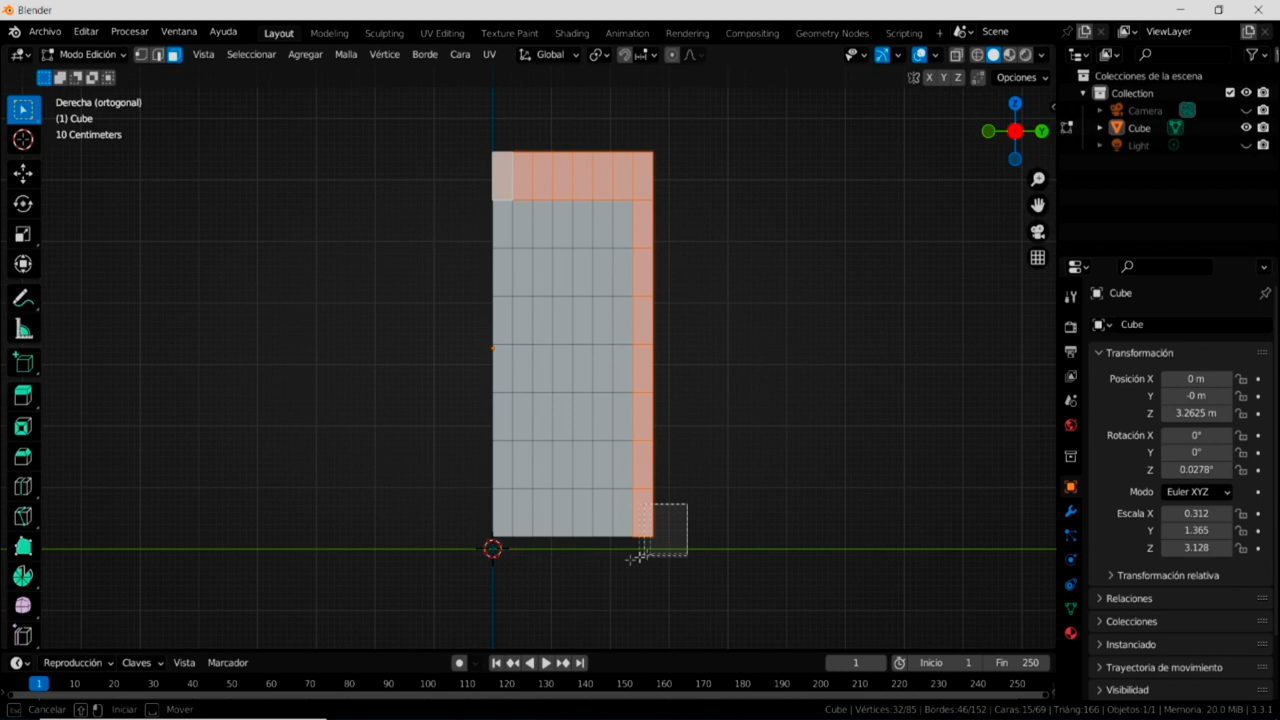 Blender
Archivo Editar Procesar Ventana Ayuda Layout Modeling Sculpting UV Editing Texture Paint Shading Animation Rendering Compositing Geometry Nodes Scripting + Scene ViewLayer
Modo Edición Vista Seleccionar Agregar Malla Vértice Borde Cara UV Global
X Y Z Opciones
Derecha (ortogonal)
(1) Cube
10 Centimeters
Z
Y
Colecciones de la escena
Collection
Camera
Cube
Light
Cube
Cube
Transformación
Posición X 0 m
Y -0 m
Z 3.2625 m
Rotación X 0°
Y 0°
Z 0.0278°
Modo Euler XYZ
Escala X 0.312
Y 1.365
Z 3.128
Transformación relativa
Relaciones
Colecciones
Instanciado
Trayectoria de movimiento
Visibilidad
Reproducción Claves Vista Marcador 1 Inicio 1 Fin 250
1 10 20 30 40 50 60 70 80 90 100 110 120 130 140 150 160 170 180 190 200 210 220 230 240 250
Esc Cancelar Iniciar Mover Cube | Vértices:32/85 | Bordes:46/152 | Caras:15/69 | Triáng:166 | Objetos:1/1 | Memoria: 20.0 MiB | 3.3.1